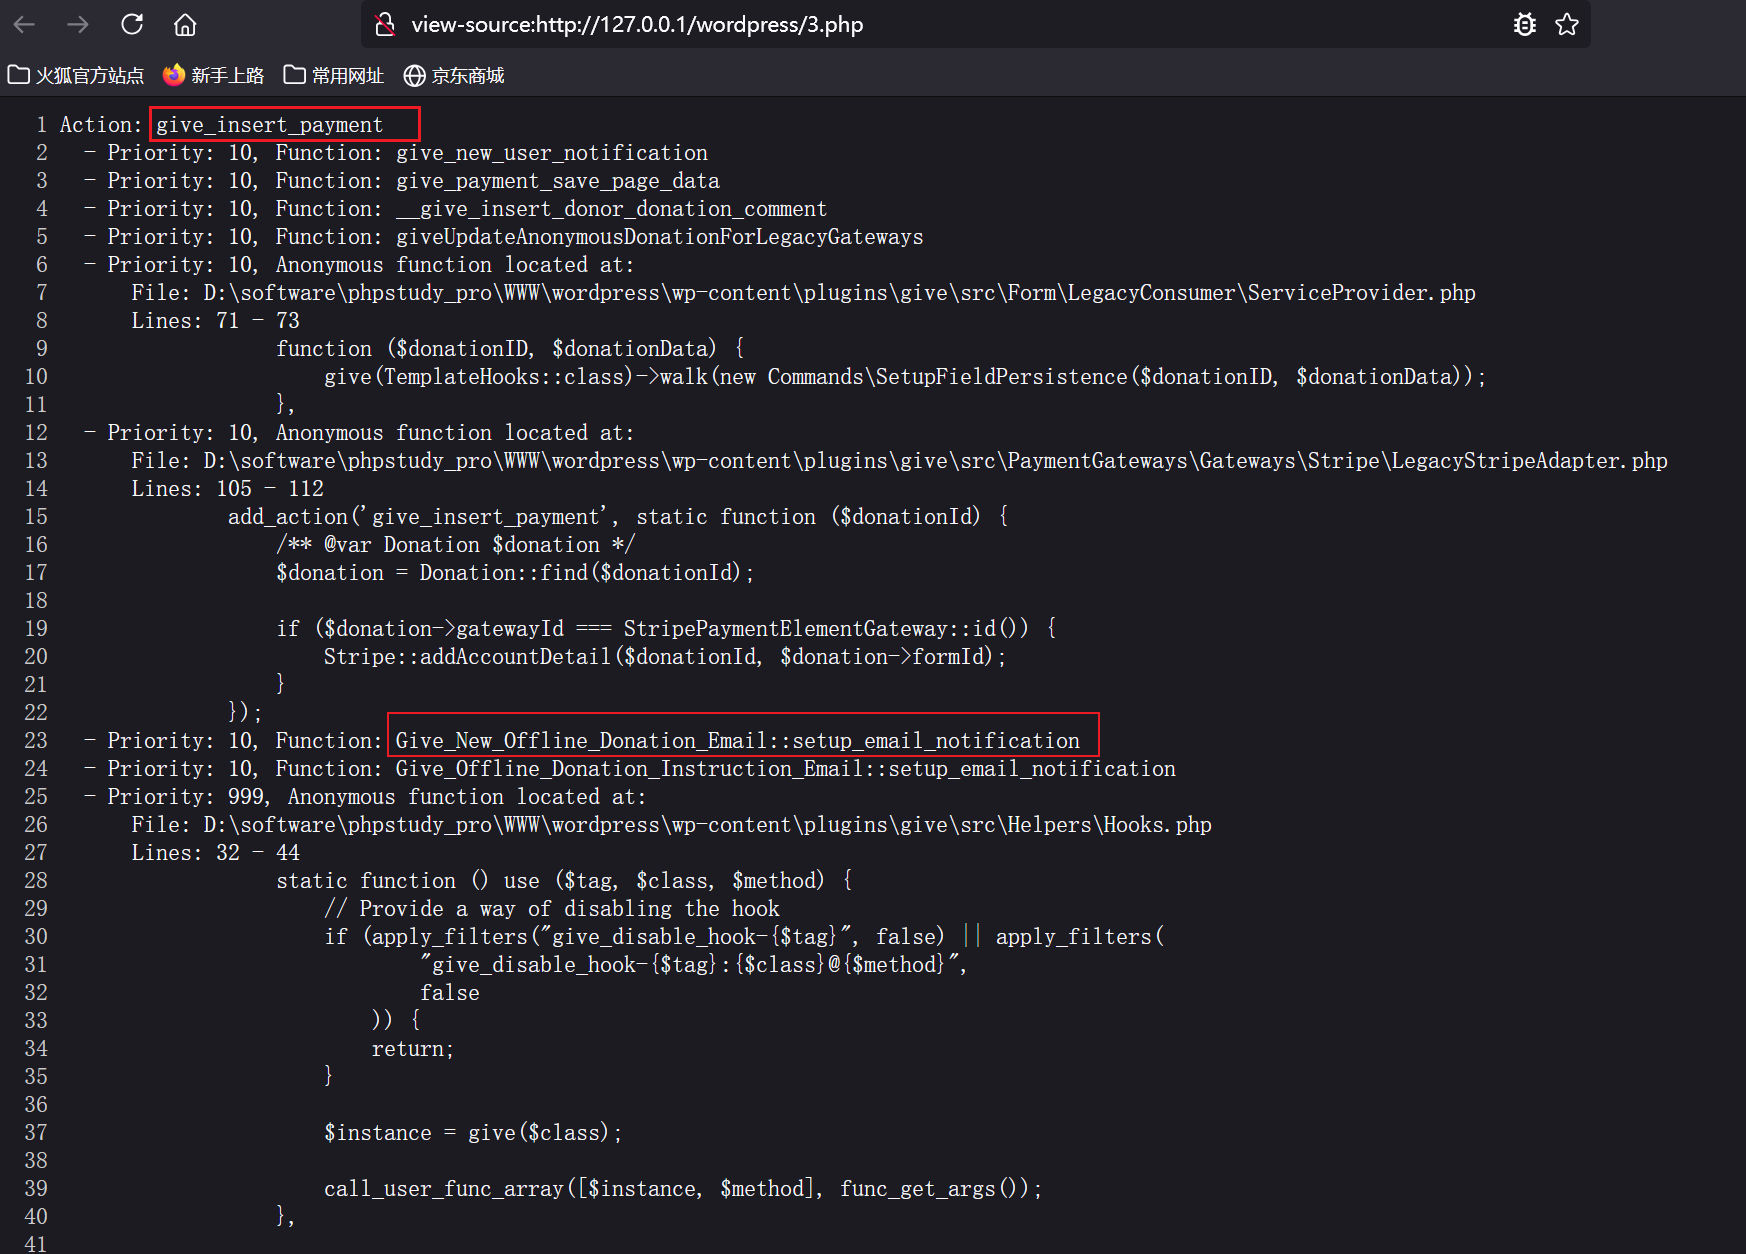 view-source:http://127.0.0.1/wordpress/3.php
火狐官方站点 新手上路 常用网址 京东商城
1 Action: give_insert_payment
2 - Priority: 10, Function: give_new_user_notification
3 - Priority: 10, Function: give_payment_save_page_data
4 - Priority: 10, Function: __give_insert_donor_donation_comment
5 - Priority: 10, Function: giveUpdateAnonymousDonationForLegacyGateways
6 - Priority: 10, Anonymous function located at:
7 File: D:\software\phpstudy_pro\WWW\wordpress\wp-content\plugins\give\src\Form\LegacyConsumer\ServiceProvider.php
8 Lines: 71 - 73
9 function ($donationID, $donationData) {
10 give(TemplateHooks::class)->walk(new Commands\SetupFieldPersistence($donationID, $donationData));
11 },
12 - Priority: 10, Anonymous function located at:
13 File: D:\software\phpstudy_pro\WWW\wordpress\wp-content\plugins\give\src\PaymentGateways\Gateways\Stripe\LegacyStripeAdapter.php
14 Lines: 105 - 112
15 add_action('give_insert_payment', static function ($donationId) {
16 /** @var Donation $donation */
17 $donation = Donation::find($donationId);
18
19 if ($donation->gatewayId === StripePaymentElementGateway::id()) {
20 Stripe::addAccountDetail($donationId, $donation->formId);
21 }
22 });
23 - Priority: 10, Function: Give_New_Offline_Donation_Email::setup_email_notification
24 - Priority: 10, Function: Give_Offline_Donation_Instruction_Email::setup_email_notification
25 - Priority: 999, Anonymous function located at:
26 File: D:\software\phpstudy_pro\WWW\wordpress\wp-content\plugins\give\src\Helpers\Hooks.php
27 Lines: 32 - 44
28 static function () use ($tag, $class, $method) {
29 // Provide a way of disabling the hook
30 if (apply_filters("give_disable_hook-{$tag}", false) || apply_filters(
31 "give_disable_hook-{$tag}:{$class}@{$method}",
32 false
33 )) {
34 return;
35 }
36
37 $instance = give($class);
38
39 call_user_func_array([$instance, $method], func_get_args());
40 },
41